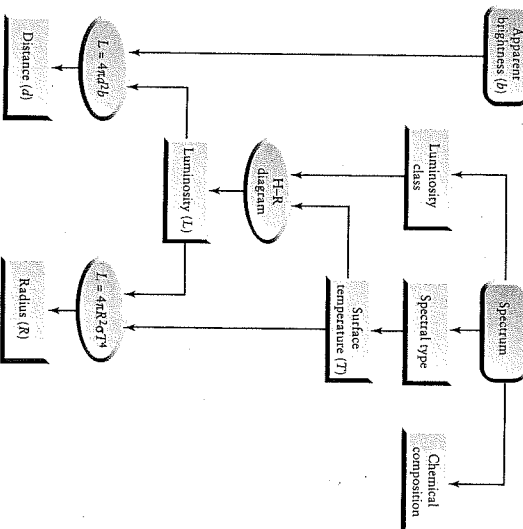 Apparent
brightness (b)
Spectrum
Luminosity
class
Spectral type
Chemical
composition
Surface
temperature (T)
H–R
diagram
Luminosity (L)
L = 4πd²b
L = 4πR²σT⁴
Distance (d)
Radius (R)